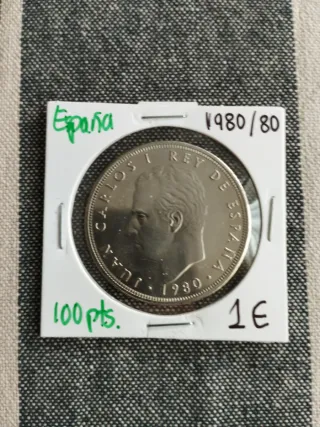 España 1980/80
JUAN CARLOS I REY DE ESPAÑA
· 1980 ·
100 pts. 1€